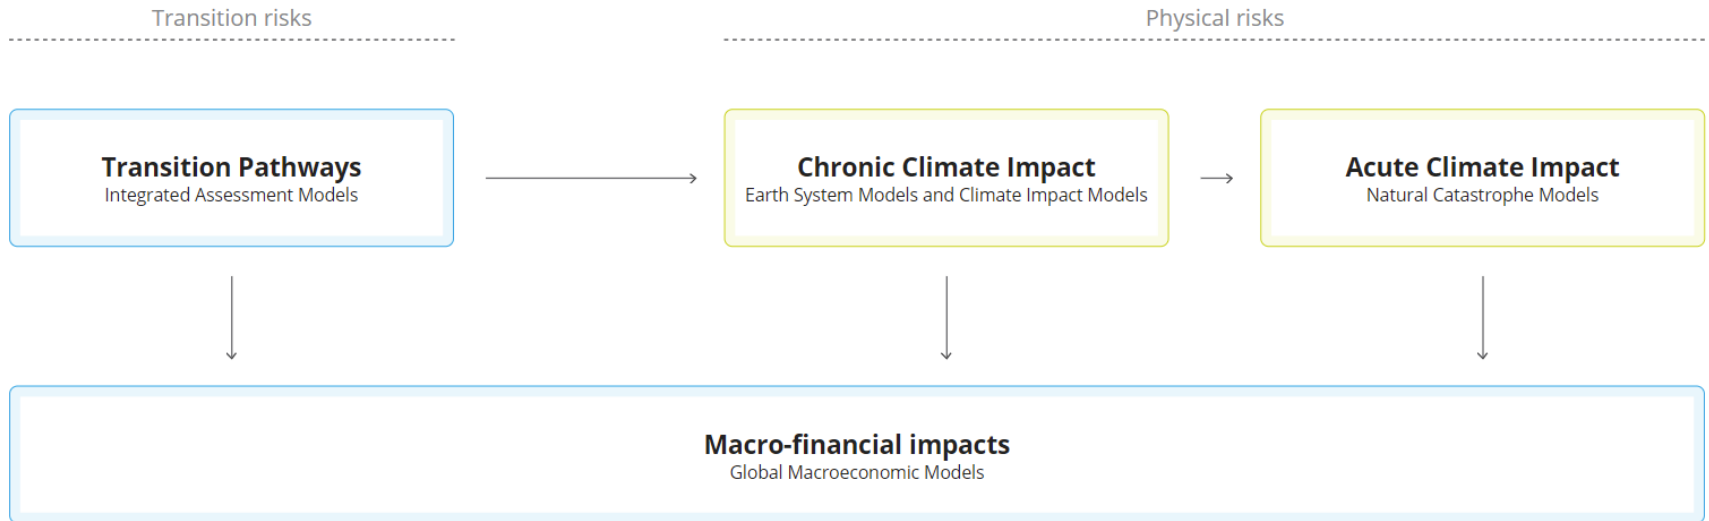 Transition risks
Physical risks
Transition Pathways
Integrated Assessment Models
Chronic Climate Impact
Earth System Models and Climate Impact Models
Acute Climate Impact
Natural Catastrophe Models
Macro-financial impacts
Global Macroeconomic Models